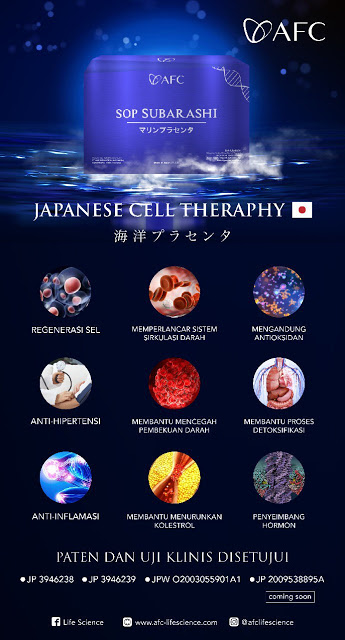 AFC
AFC
SOP SUBARASHI
マリンプラセンタ
JAPANESE CELL THERAPHY
海洋プラセンタ
REGENERASI SEL
MEMPERLANCAR SISTEM
SIRKULASI DARAH
MENGANDUNG
ANTIOKSIDAN
ANTI-HIPERTENSI
MEMBANTU MENCEGAH
PEMBEKUAN DARAH
MEMBANTU PROSES
DETOKSIFIKASI
ANTI-INFLAMASI
MEMBANTU MENURUNKAN
KOLESTROL
PENYEIMBANG
HORMON
PATEN DAN UJI KLINIS DISETUJUI
●JP 3946238 ●JP 3946239 ●JPW O2003055901A1 ●JP 2009538895A
coming soon
Life Science www.afc-lifescience.com @afclifescience